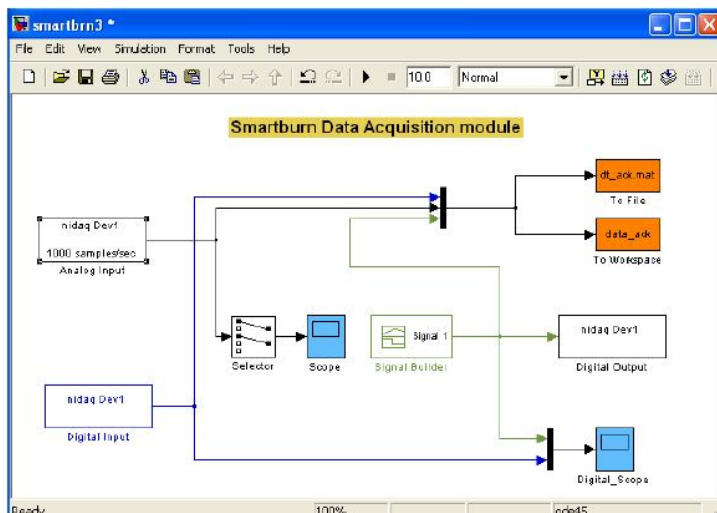 smartbrn3 *
File Edit View Simulation Format Tools Help
10.0 Normal
Smartburn Data Acquisition module
dt_ack.mat
To File
nidaq Dev1
1000 samples/sec
Analog Input
data_ack
To Workspace
Selector
Scope
Signal 1
Signal Builder
nidaq Dev1
Digital Output
nidaq Dev1
Digital Input
Digital_Scope
Ready 100% ode45